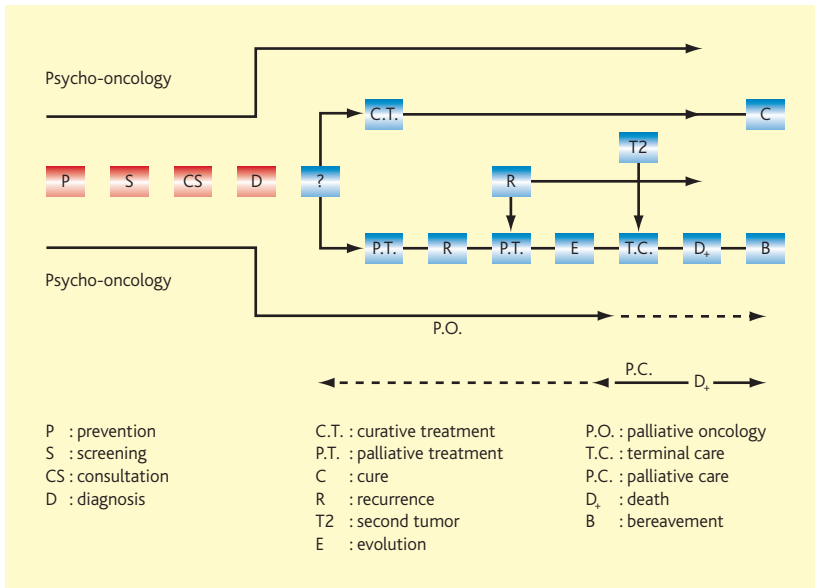 Psycho-oncology
C.T.
C
T2
P
S
CS
D
?
R
P.T.
R
P.T.
E
T.C.
D+
B
Psycho-oncology
P.O.
P.C.
D+
P : prevention
S : screening
CS : consultation
D : diagnosis
C.T. : curative treatment
P.T. : palliative treatment
C : cure
R : recurrence
T2 : second tumor
E : evolution
P.O. : palliative oncology
T.C. : terminal care
P.C. : palliative care
D+ : death
B : bereavement